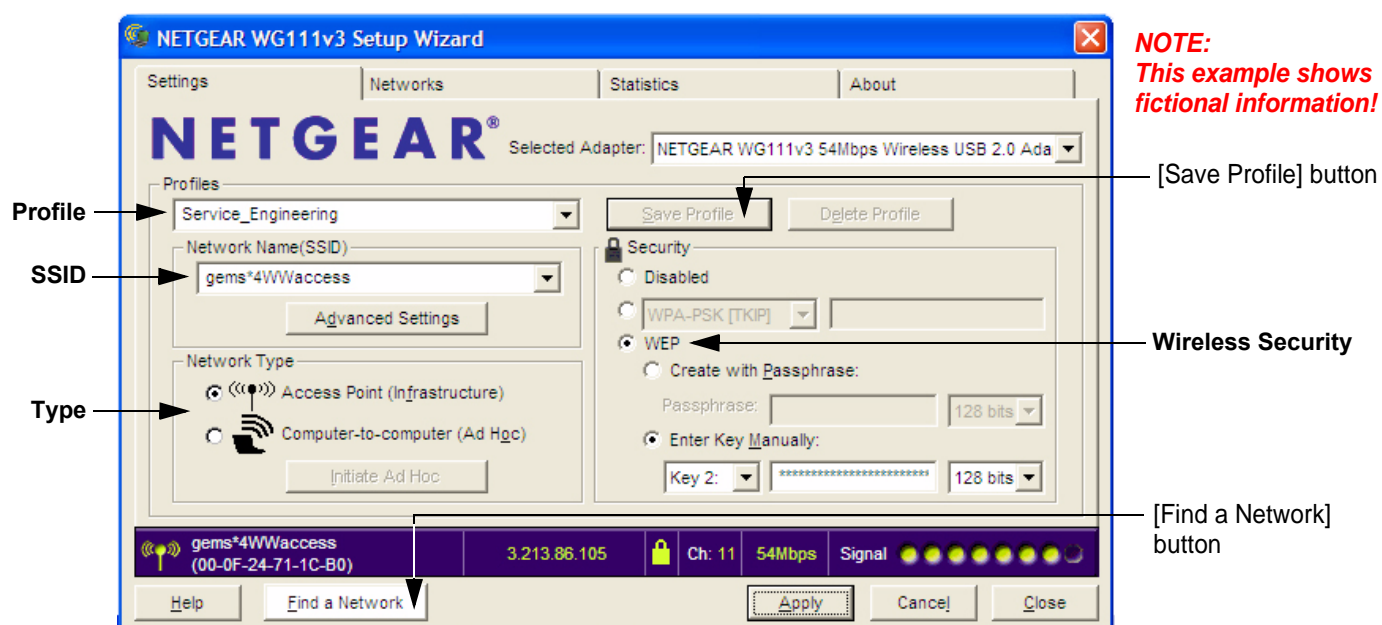 NETGEAR WG111v3 Setup Wizard
NOTE:
This example shows
fictional information!
Settings
Networks
Statistics
About
NETGEAR®
Selected Adapter:
NETGEAR WG111v3 54Mbps Wireless USB 2.0 Ada
[Save Profile] button
Profiles
Profile
Service_Engineering
Save Profile
Delete Profile
Network Name(SSID)
SSID
gems*4WWaccess
Advanced Settings
Security
Disabled
WPA-PSK [TKIP]
WEP
Wireless Security
Create with Passphrase:
Passphrase:
128 bits
Enter Key Manually:
Key 2:
**************************
128 bits
Network Type
Type
Access Point (Infrastructure)
Computer-to-computer (Ad Hoc)
Initiate Ad Hoc
[Find a Network]
button
gems*4WWaccess
(00-0F-24-71-1C-B0)
3.213.86.105
Ch: 11
54Mbps
Signal
Help
Find a Network
Apply
Cancel
Close